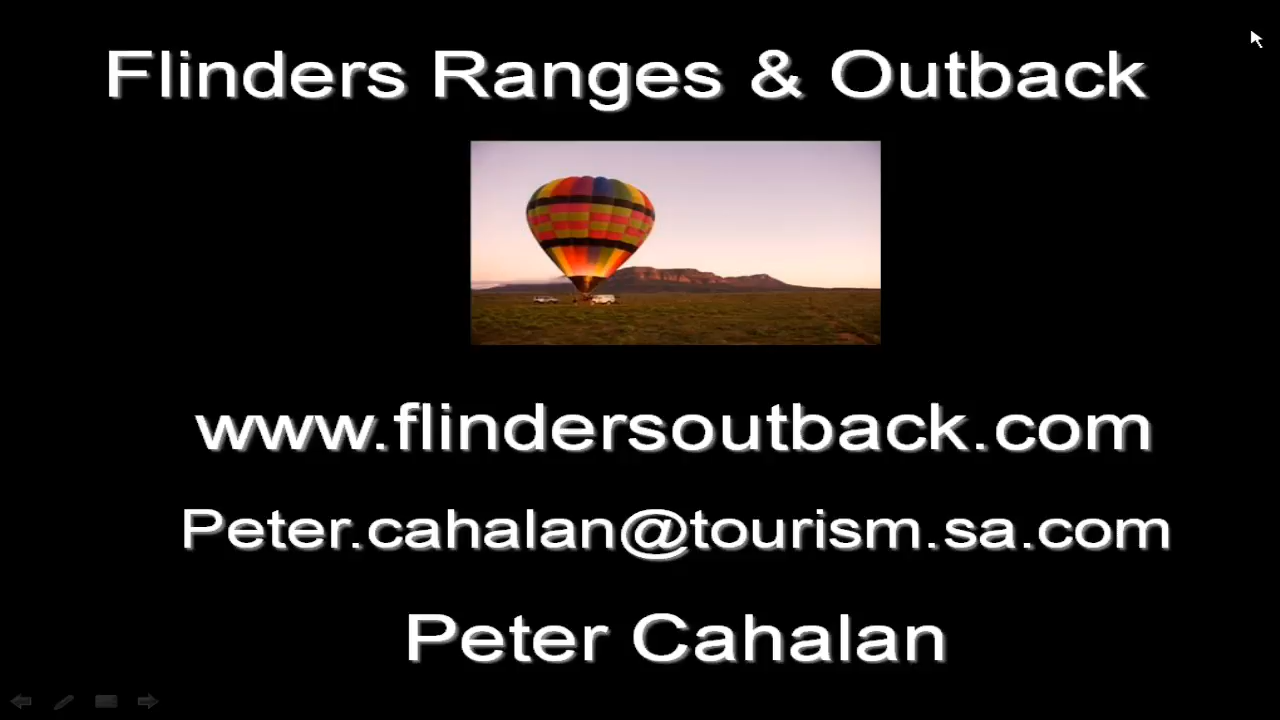 Flinders Ranges & Outback
www.flindersoutback.com
Peter.cahalan@tourism.sa.com
Peter Cahalan